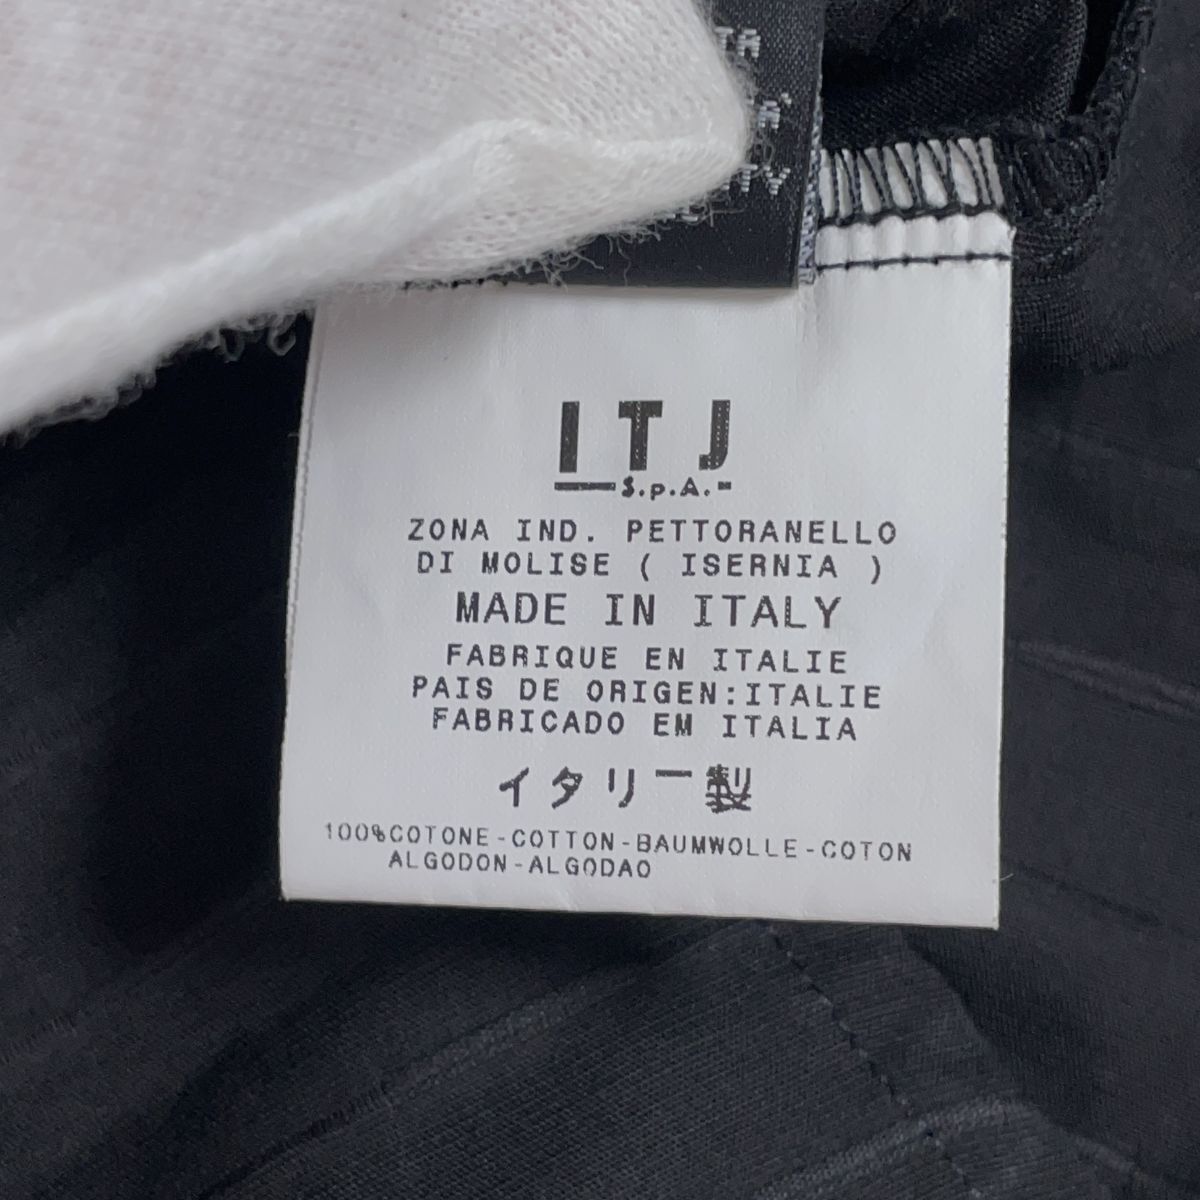 ITJ
S.p.A.
ZONA IND. PETTORANELLO
DI MOLISE ( ISERNIA )
MADE IN ITALY
FABRIQUE EN ITALIE
PAIS DE ORIGEN:ITALIE
FABRICADO EM ITALIA
イタリー製
100%COTONE-COTTON-BAUMWOLLE-COTON
ALGODON-ALGODAO